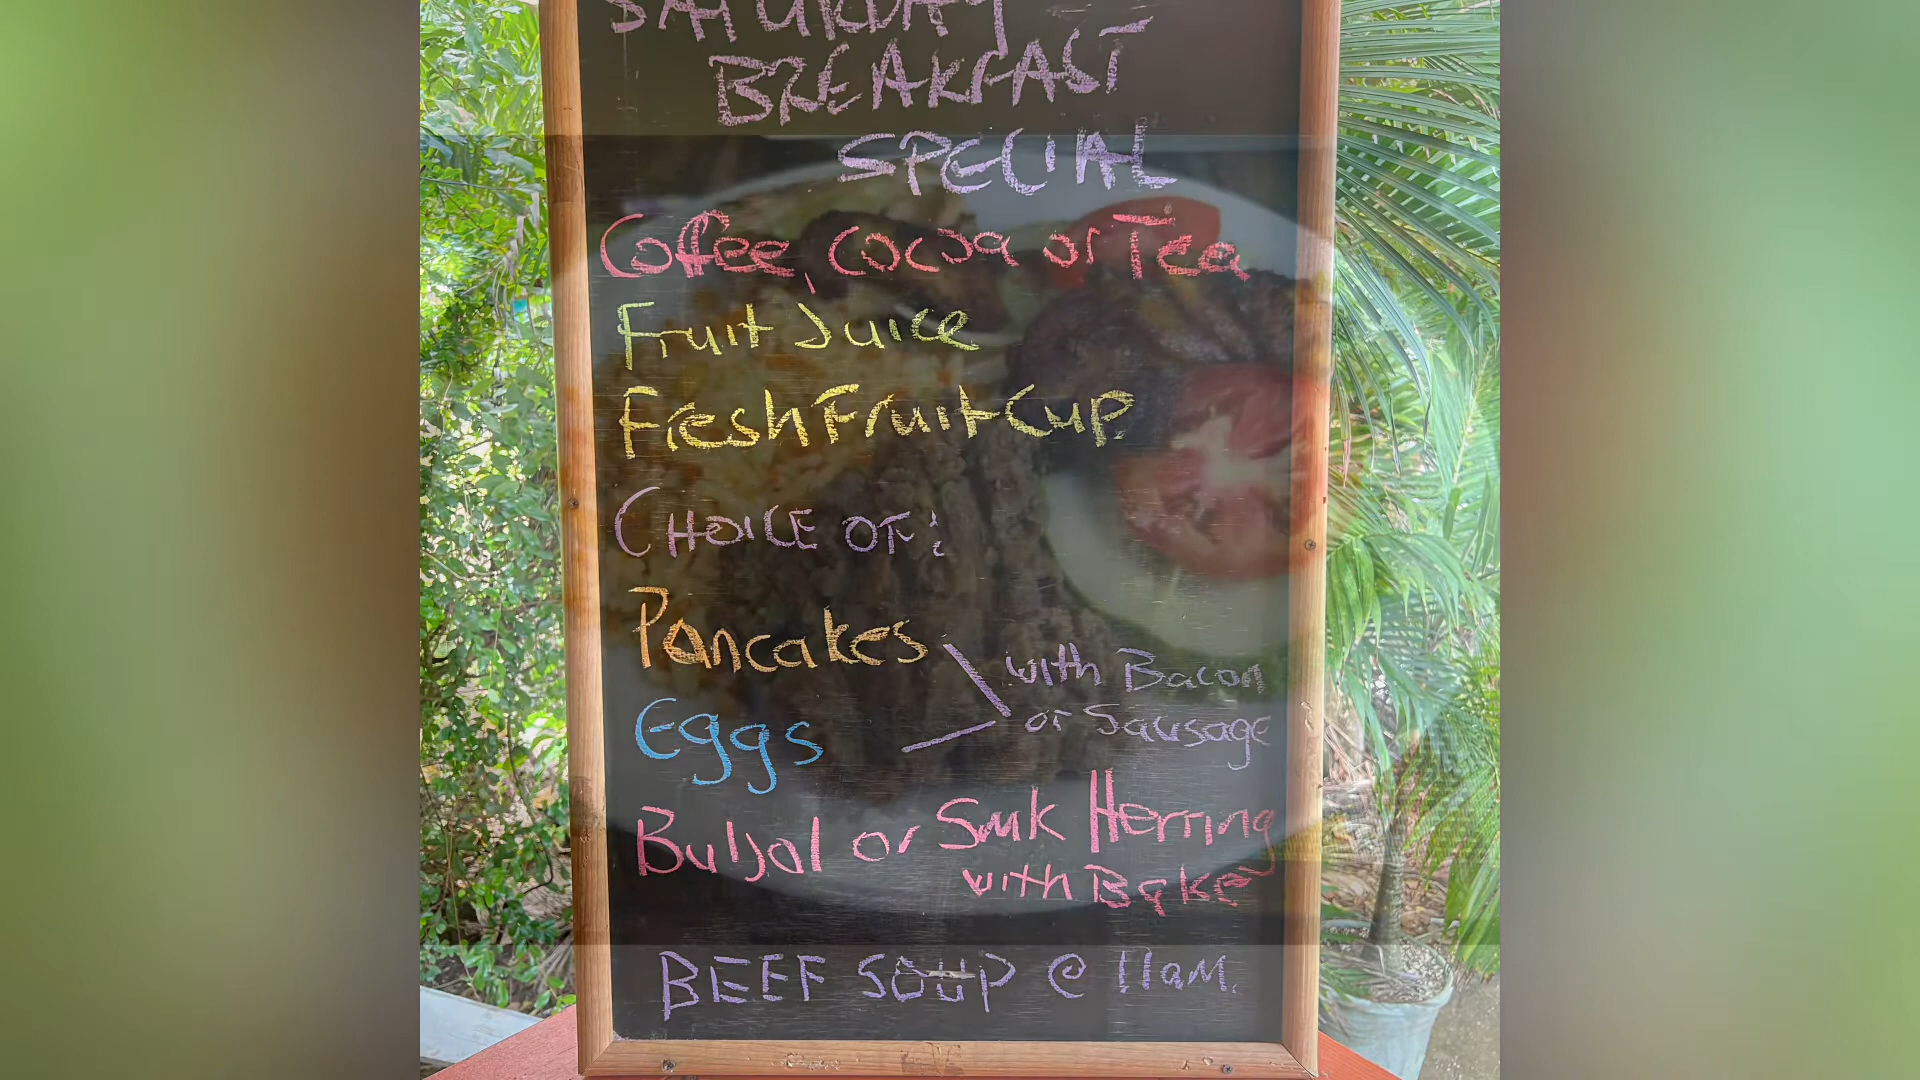 SATURDAY
BREAKFAST
SPECIAL
Coffee, Cocoa or Tea
Fruit Juice
Fresh Fruit Cup
CHOICE OF:
Pancakes
with Bacon
or Sausage
Eggs
Buljol or Smk Herring
with Bake
BEEF SOUP @ 11am.